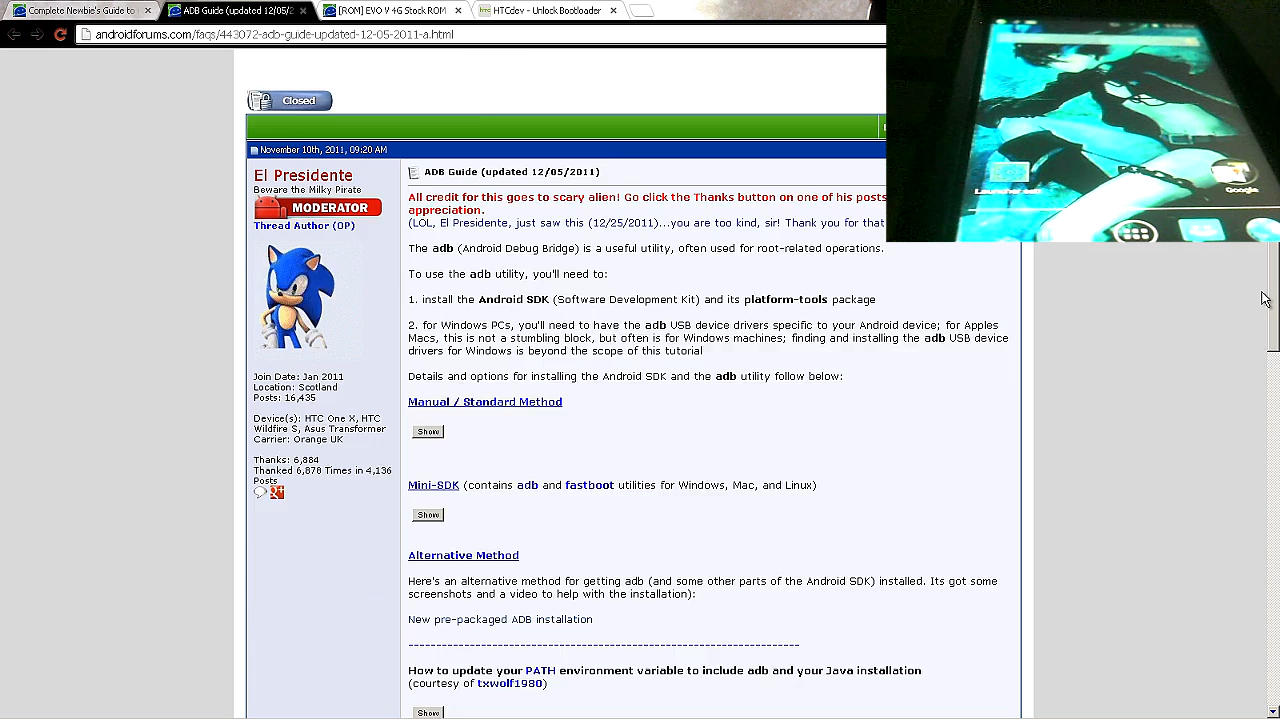 Complete Newbie's Guide to
ADB Guide (updated 12/05/2
[ROM] EVO V 4G Stock ROM
HTCdev - Unlock Bootloader
androidforums.com/faqs/443072-adb-guide-updated-12-05-2011-a.html
Closed
November 10th, 2011, 09:20 AM
El Presidente
Beware the Milky Pirate
MODERATOR
Thread Author (OP)
Join Date: Jan 2011
Location: Scotland
Posts: 16,435
Device(s): HTC One X, HTC
Wildfire S, Asus Transformer
Carrier: Orange UK
Thanks: 6,884
Thanked 6,878 Times in 4,136
Posts
ADB Guide (updated 12/05/2011)
All credit for this goes to scary alien! Go click the Thanks button on one of his posts
appreciation.
(LOL, El Presidente, just saw this (12/25/2011)...you are too kind, sir! Thank you for that
The adb (Android Debug Bridge) is a useful utility, often used for root-related operations.
To use the adb utility, you'll need to:
1. install the Android SDK (Software Development Kit) and its platform-tools package
2. for Windows PCs, you'll need to have the adb USB device drivers specific to your Android device; for Apples
Macs, this is not a stumbling block, but often is for Windows machines; finding and installing the adb USB device
drivers for Windows is beyond the scope of this tutorial
Details and options for installing the Android SDK and the adb utility follow below:
Manual / Standard Method
Show
Mini-SDK (contains adb and fastboot utilities for Windows, Mac, and Linux)
Show
Alternative Method
Here's an alternative method for getting adb (and some other parts of the Android SDK) installed. Its got some
screenshots and a video to help with the installation):
New pre-packaged ADB installation
--------------------------------------------------------------------------------
How to update your PATH environment variable to include adb and your Java installation
(courtesy of txwolf1980)
Show
Google